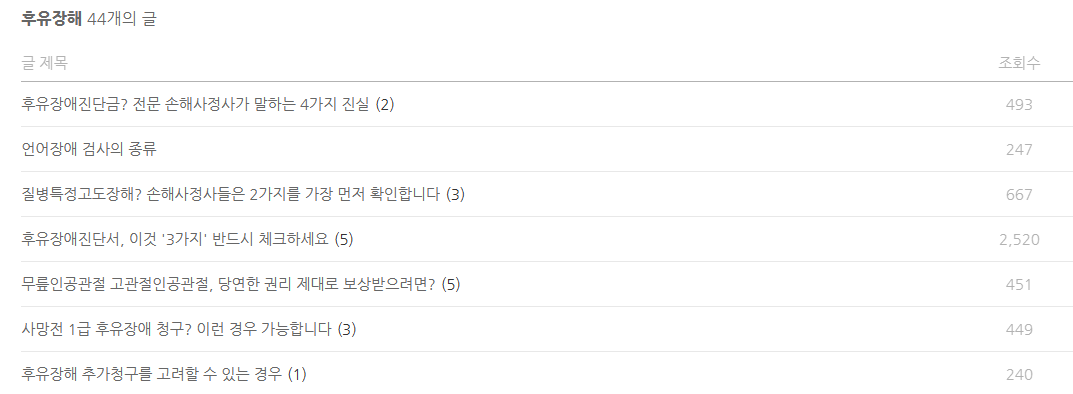 후유장해 44개의 글
글 제목 조회수
후유장애진단금? 전문 손해사정사가 말하는 4가지 진실 (2) 493
언어장애 검사의 종류 247
질병특정고도장해? 손해사정사들은 2가지를 가장 먼저 확인합니다 (3) 667
후유장애진단서, 이것 '3가지' 반드시 체크하세요 (5) 2,520
무릎인공관절 고관절인공관절, 당연한 권리 제대로 보상받으려면? (5) 451
사망전 1급 후유장애 청구? 이런 경우 가능합니다 (3) 449
후유장해 추가청구를 고려할 수 있는 경우 (1) 240